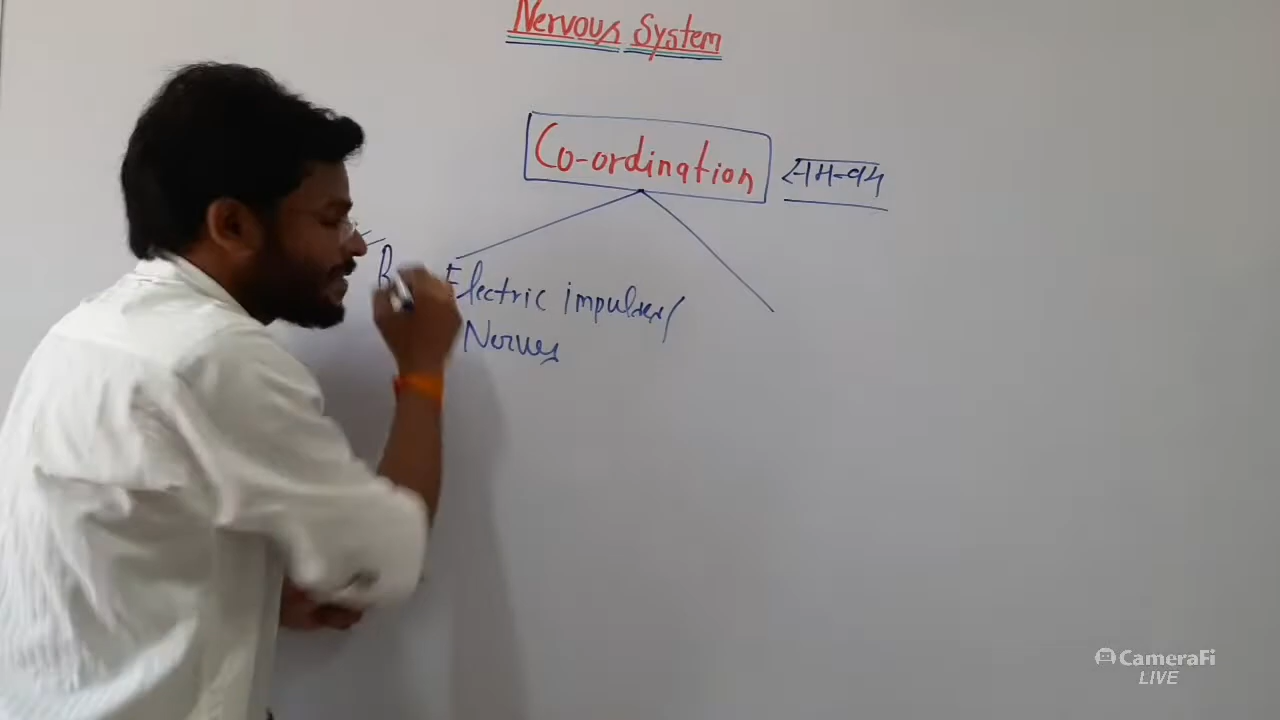 Nervous System
Co-ordination समन्वय
Electric impulses/
Nerves
CameraFi
LIVE